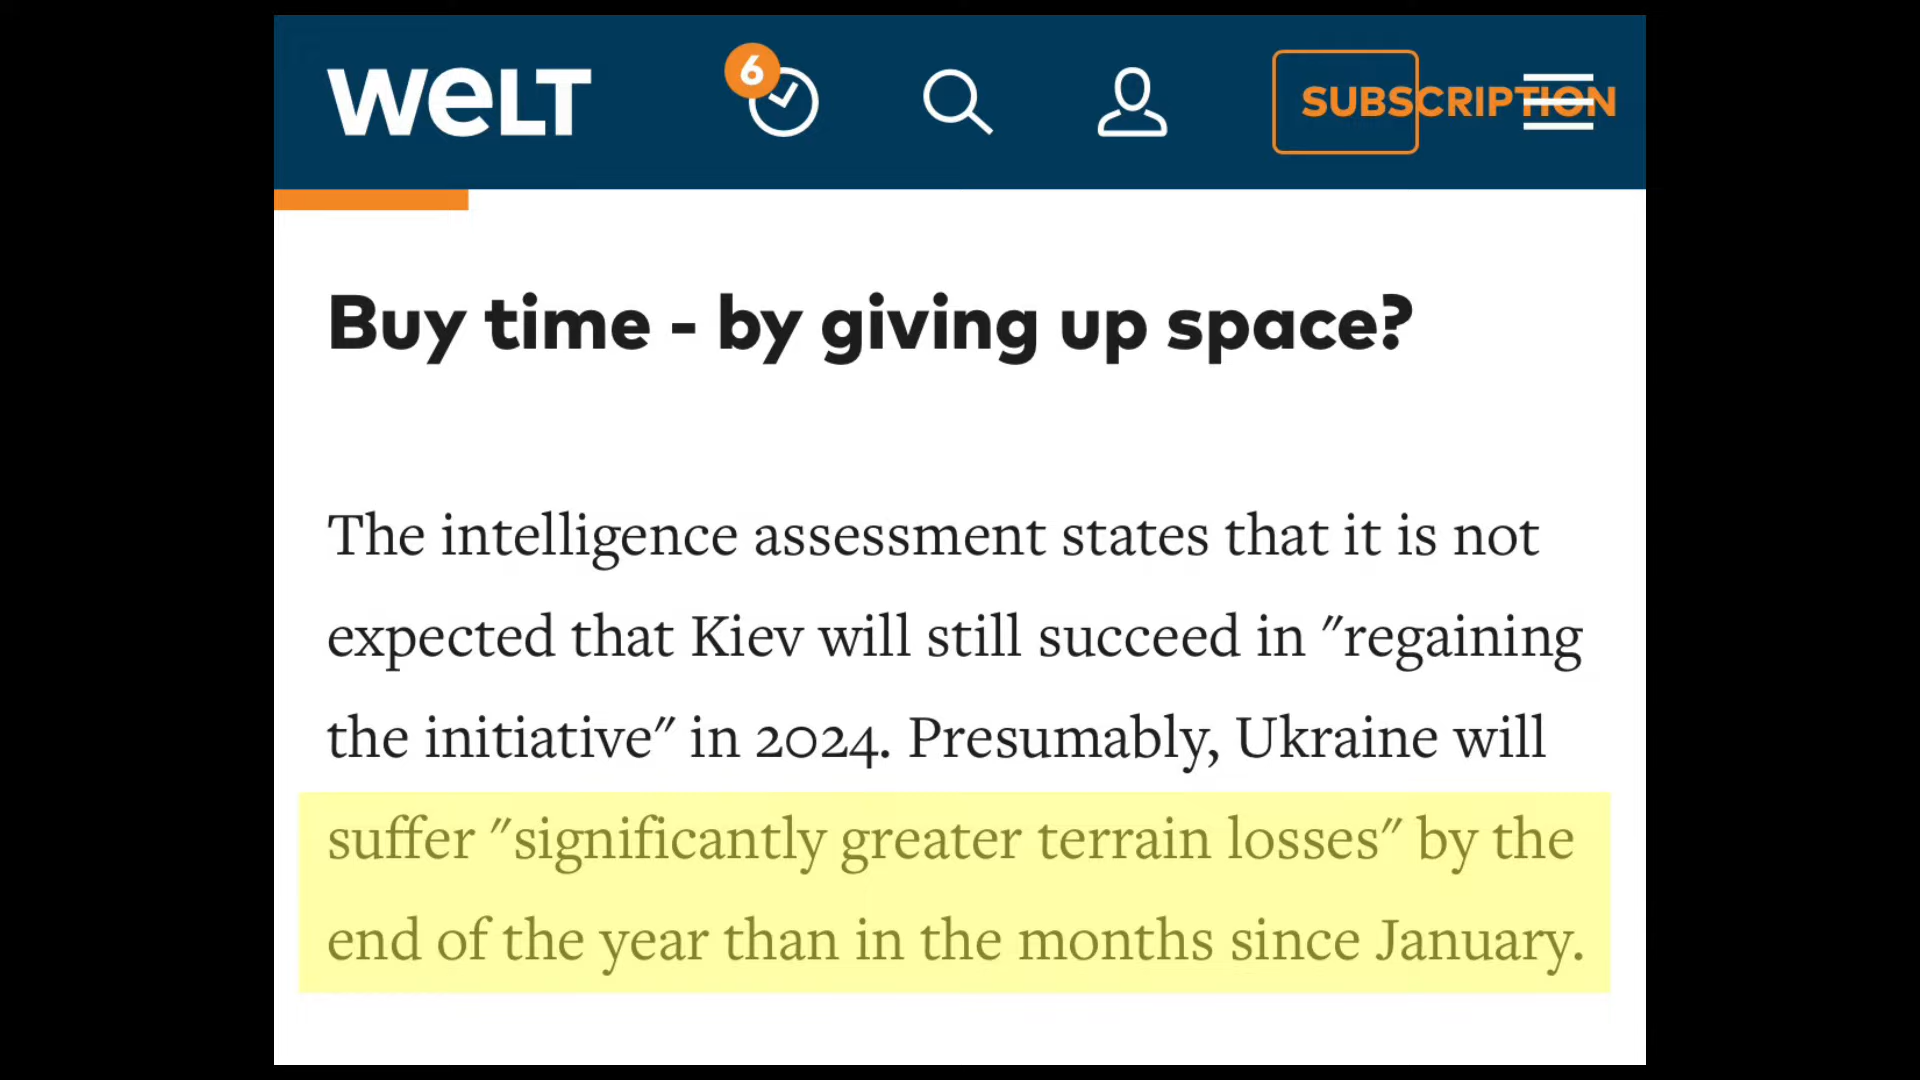 WELT
6
SUBSCRIPTION
Buy time - by giving up space?
The intelligence assessment states that it is not
expected that Kiev will still succeed in "regaining
the initiative" in 2024. Presumably, Ukraine will
suffer "significantly greater terrain losses" by the
end of the year than in the months since January.